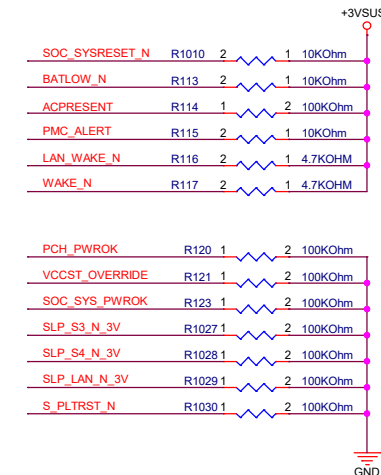 +3VSUS
SOC_SYSRESET_N R1010 2 1 10KOhm
BATLOW_N R113 2 1 10KOhm
ACPRESENT R114 1 2 100KOhm
PMC_ALERT R115 2 1 10KOhm
LAN_WAKE_N R116 2 1 4.7KOHM
WAKE_N R117 2 1 4.7KOHM
PCH_PWROK R120 1 2 100KOhm
VCCST_OVERRIDE R121 1 2 100KOhm
SOC_SYS_PWROK R123 1 2 100KOhm
SLP_S3_N_3V R1027 1 2 100KOhm
SLP_S4_N_3V R1028 1 2 100KOhm
SLP_LAN_N_3V R1029 1 2 100KOhm
S_PLTRST_N R1030 1 2 100KOhm
GND